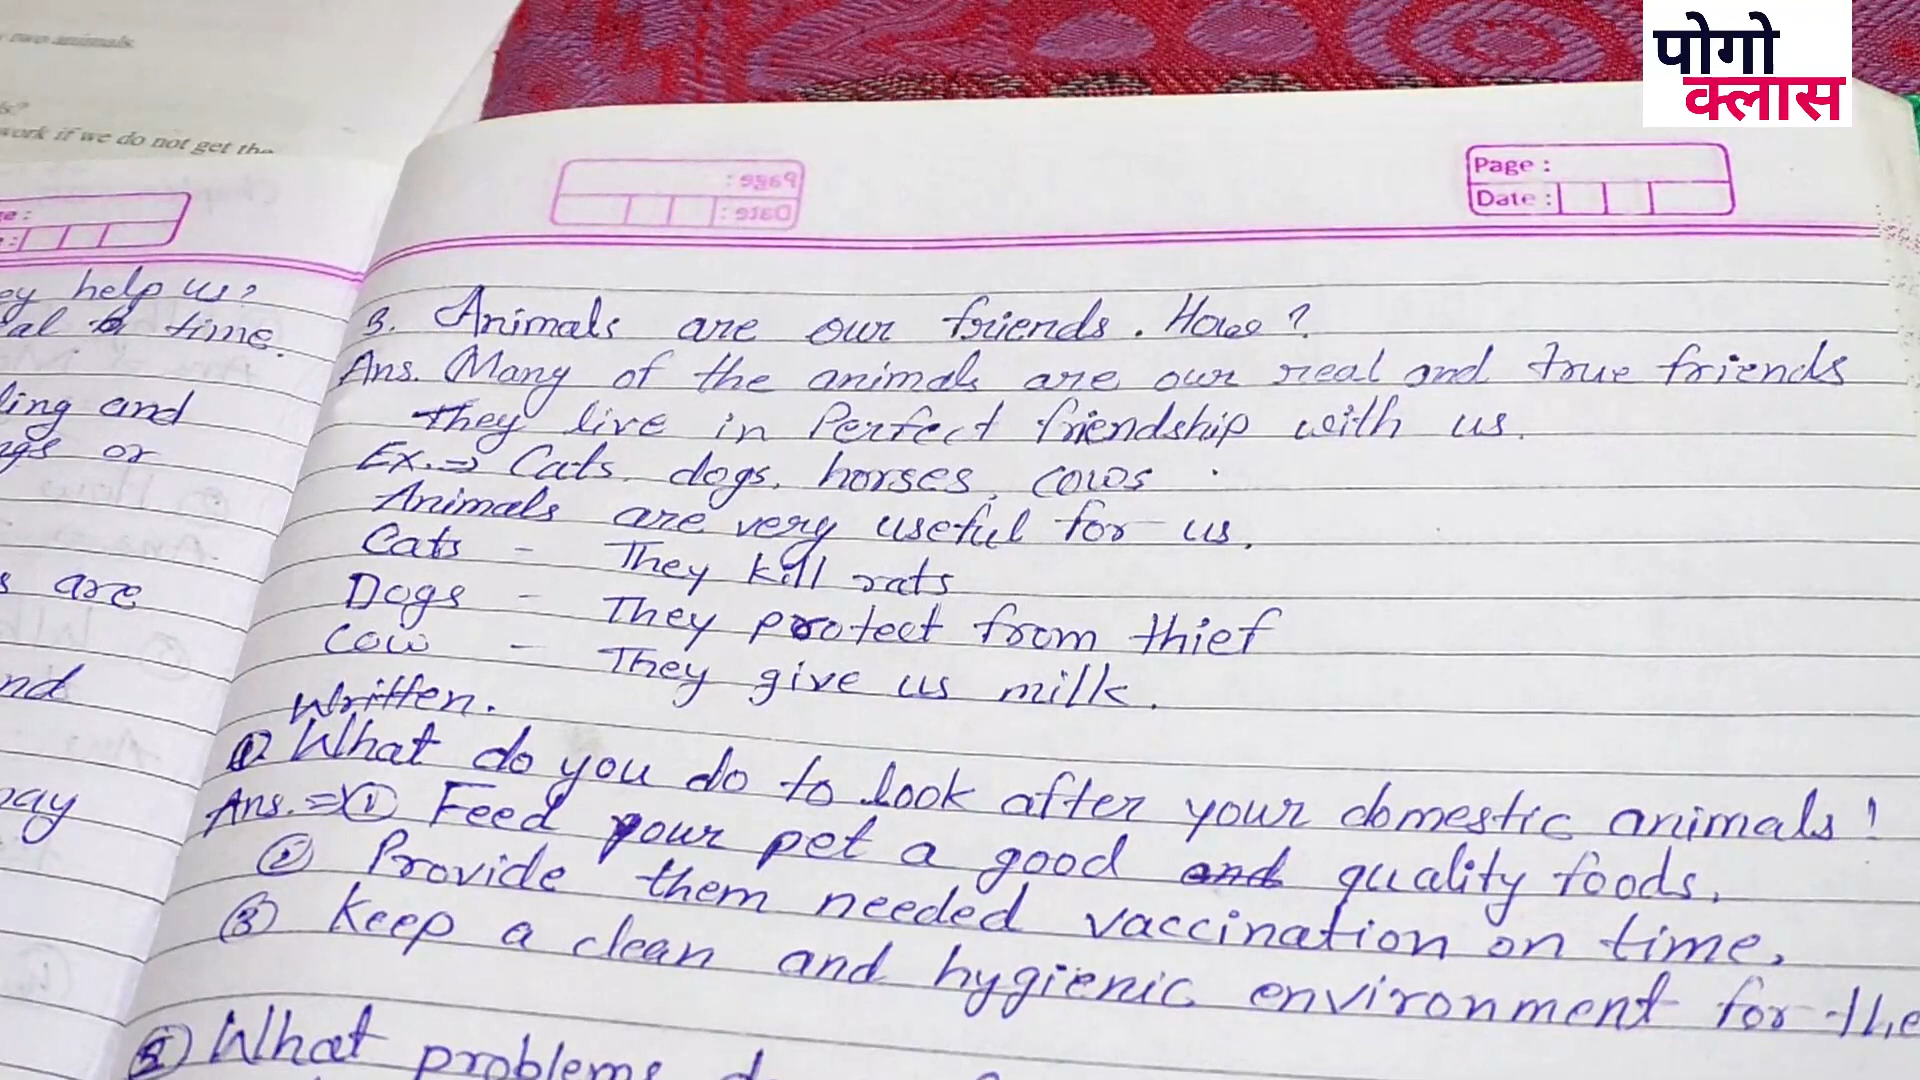 two animals.
work if we do not get the
पोगो
क्लास
Page :
Date :
ey help us?
al to time.
ling and
ngs or
s are
nd
may
3. Animals are our friends. How?
Ans. Many of the animals are our real and true friends
They live in Perfect friendship with us.
Ex. => Cats, dogs, horses, cows
Animals are very useful for us.
Cats - They kill rats
Dogs - They protect from thief
Cow - They give us milk.
Written.
① What do you do to look after your domestic animals!
Ans. => ① Feed your pet a good and quality foods.
② Provide them needed vaccination on time.
③ Keep a clean and hygienic environment for the
② What problems